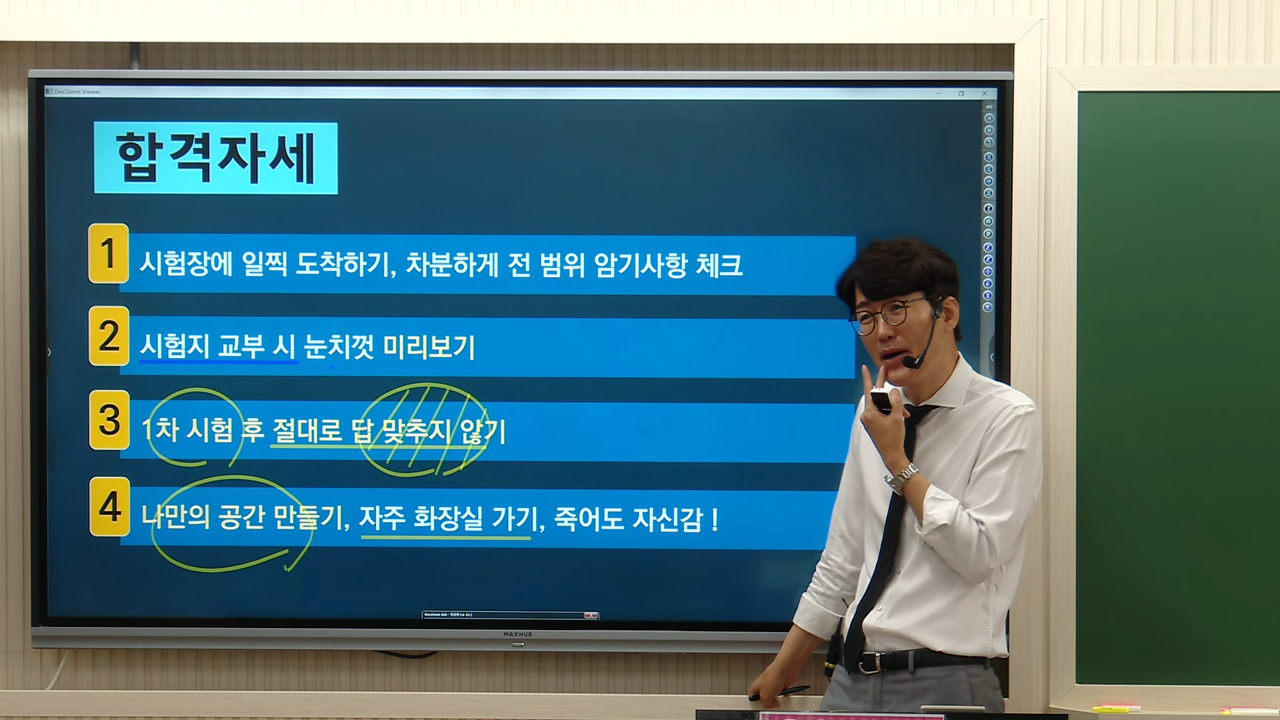 DocZoom Viewer
합격자세
1 시험장에 일찍 도착하기, 차분하게 전 범위 암기사항 체크
2 시험지 교부 시 눈치껏 미리보기
3 1차 시험 후 절대로 답 맞추지 않기
4 나만의 공간 만들기, 자주 화장실 가기, 죽어도 자신감 !
MAXHUB